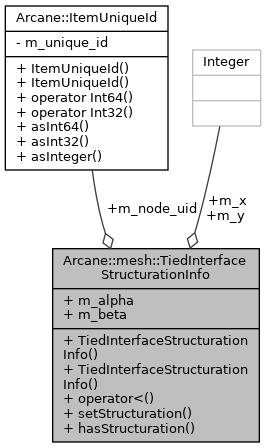 Arcane::ItemUniqueId
- m_unique_id
+ ItemUniqueId()
+ ItemUniqueId()
+ operator Int64()
+ operator Int32()
+ asInt64()
+ asInt32()
+ asInteger()
Integer
+m_node_uid
+m_x
+m_y
Arcane::mesh::TiedInterface
StructurationInfo
+ m_alpha
+ m_beta
+ TiedInterfaceStructuration
Info()
+ TiedInterfaceStructuration
Info()
+ operator<()
+ setStructuration()
+ hasStructuration()